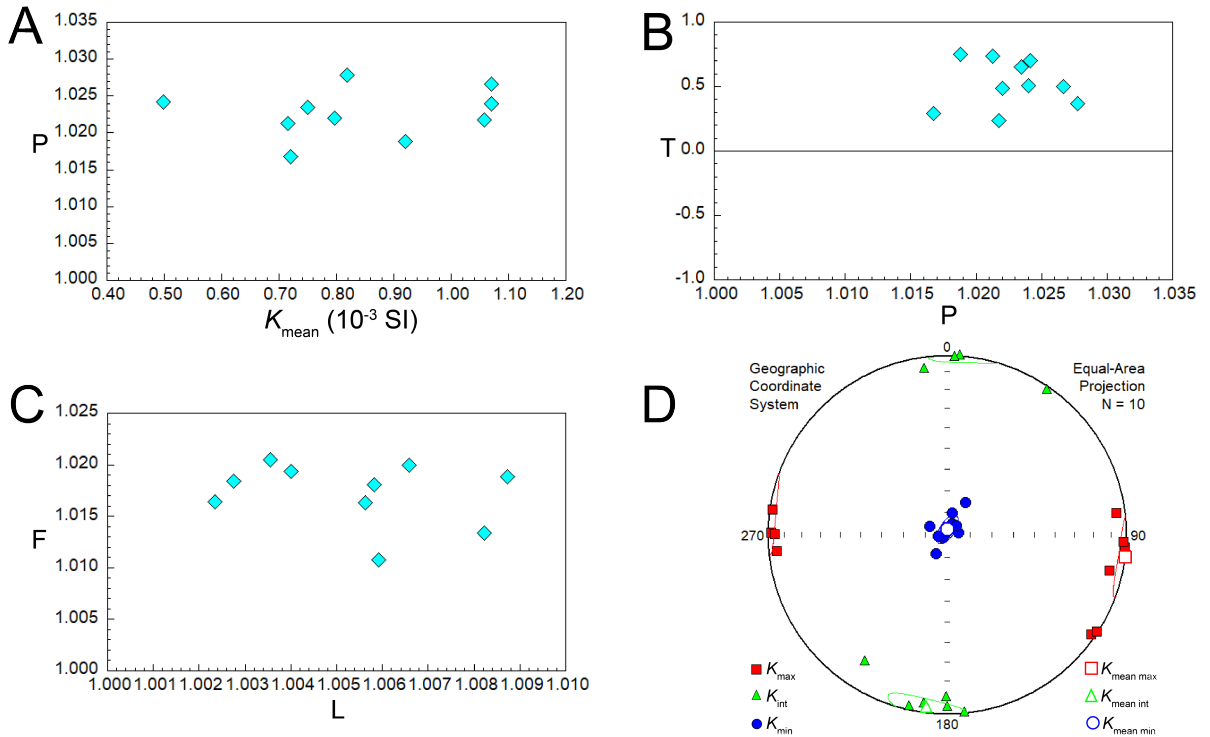 A
1.035
1.030
1.025
1.020
1.015
1.010
1.005
1.000
P
0.40 0.50 0.60 0.70 0.80 0.90 1.00 1.10 1.20
Kmean (10-3 SI)
B
1.0
0.5
0.0
-0.5
-1.0
T
1.000 1.005 1.010 1.015 1.020 1.025 1.030 1.035
P
C
1.025
1.020
1.015
1.010
1.005
1.000
F
1.000 1.001 1.002 1.003 1.004 1.005 1.006 1.007 1.008 1.009 1.010
L
D
Geographic
Coordinate
System
Equal-Area
Projection
N = 10
0
270
90
180
Kmax
Kint
Kmin
Kmean max
Kmean int
Kmean min